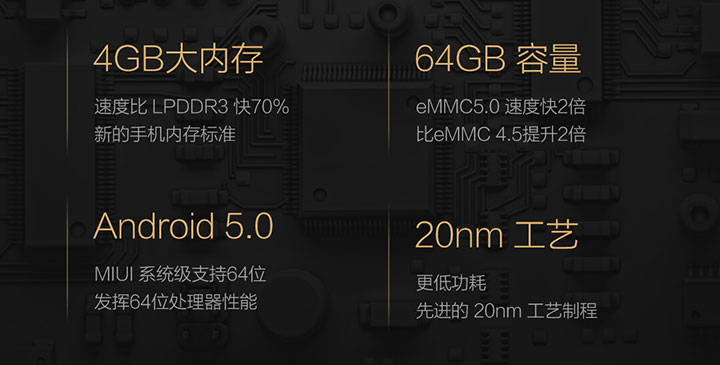 4GB大内存
速度比 LPDDR3 快70%
新的手机内存标准
64GB 容量
eMMC5.0 速度快2倍
比eMMC 4.5提升2倍
Android 5.0
MIUI 系统级支持64位
发挥64位处理器性能
20nm 工艺
更低功耗
先进的 20nm 工艺制程